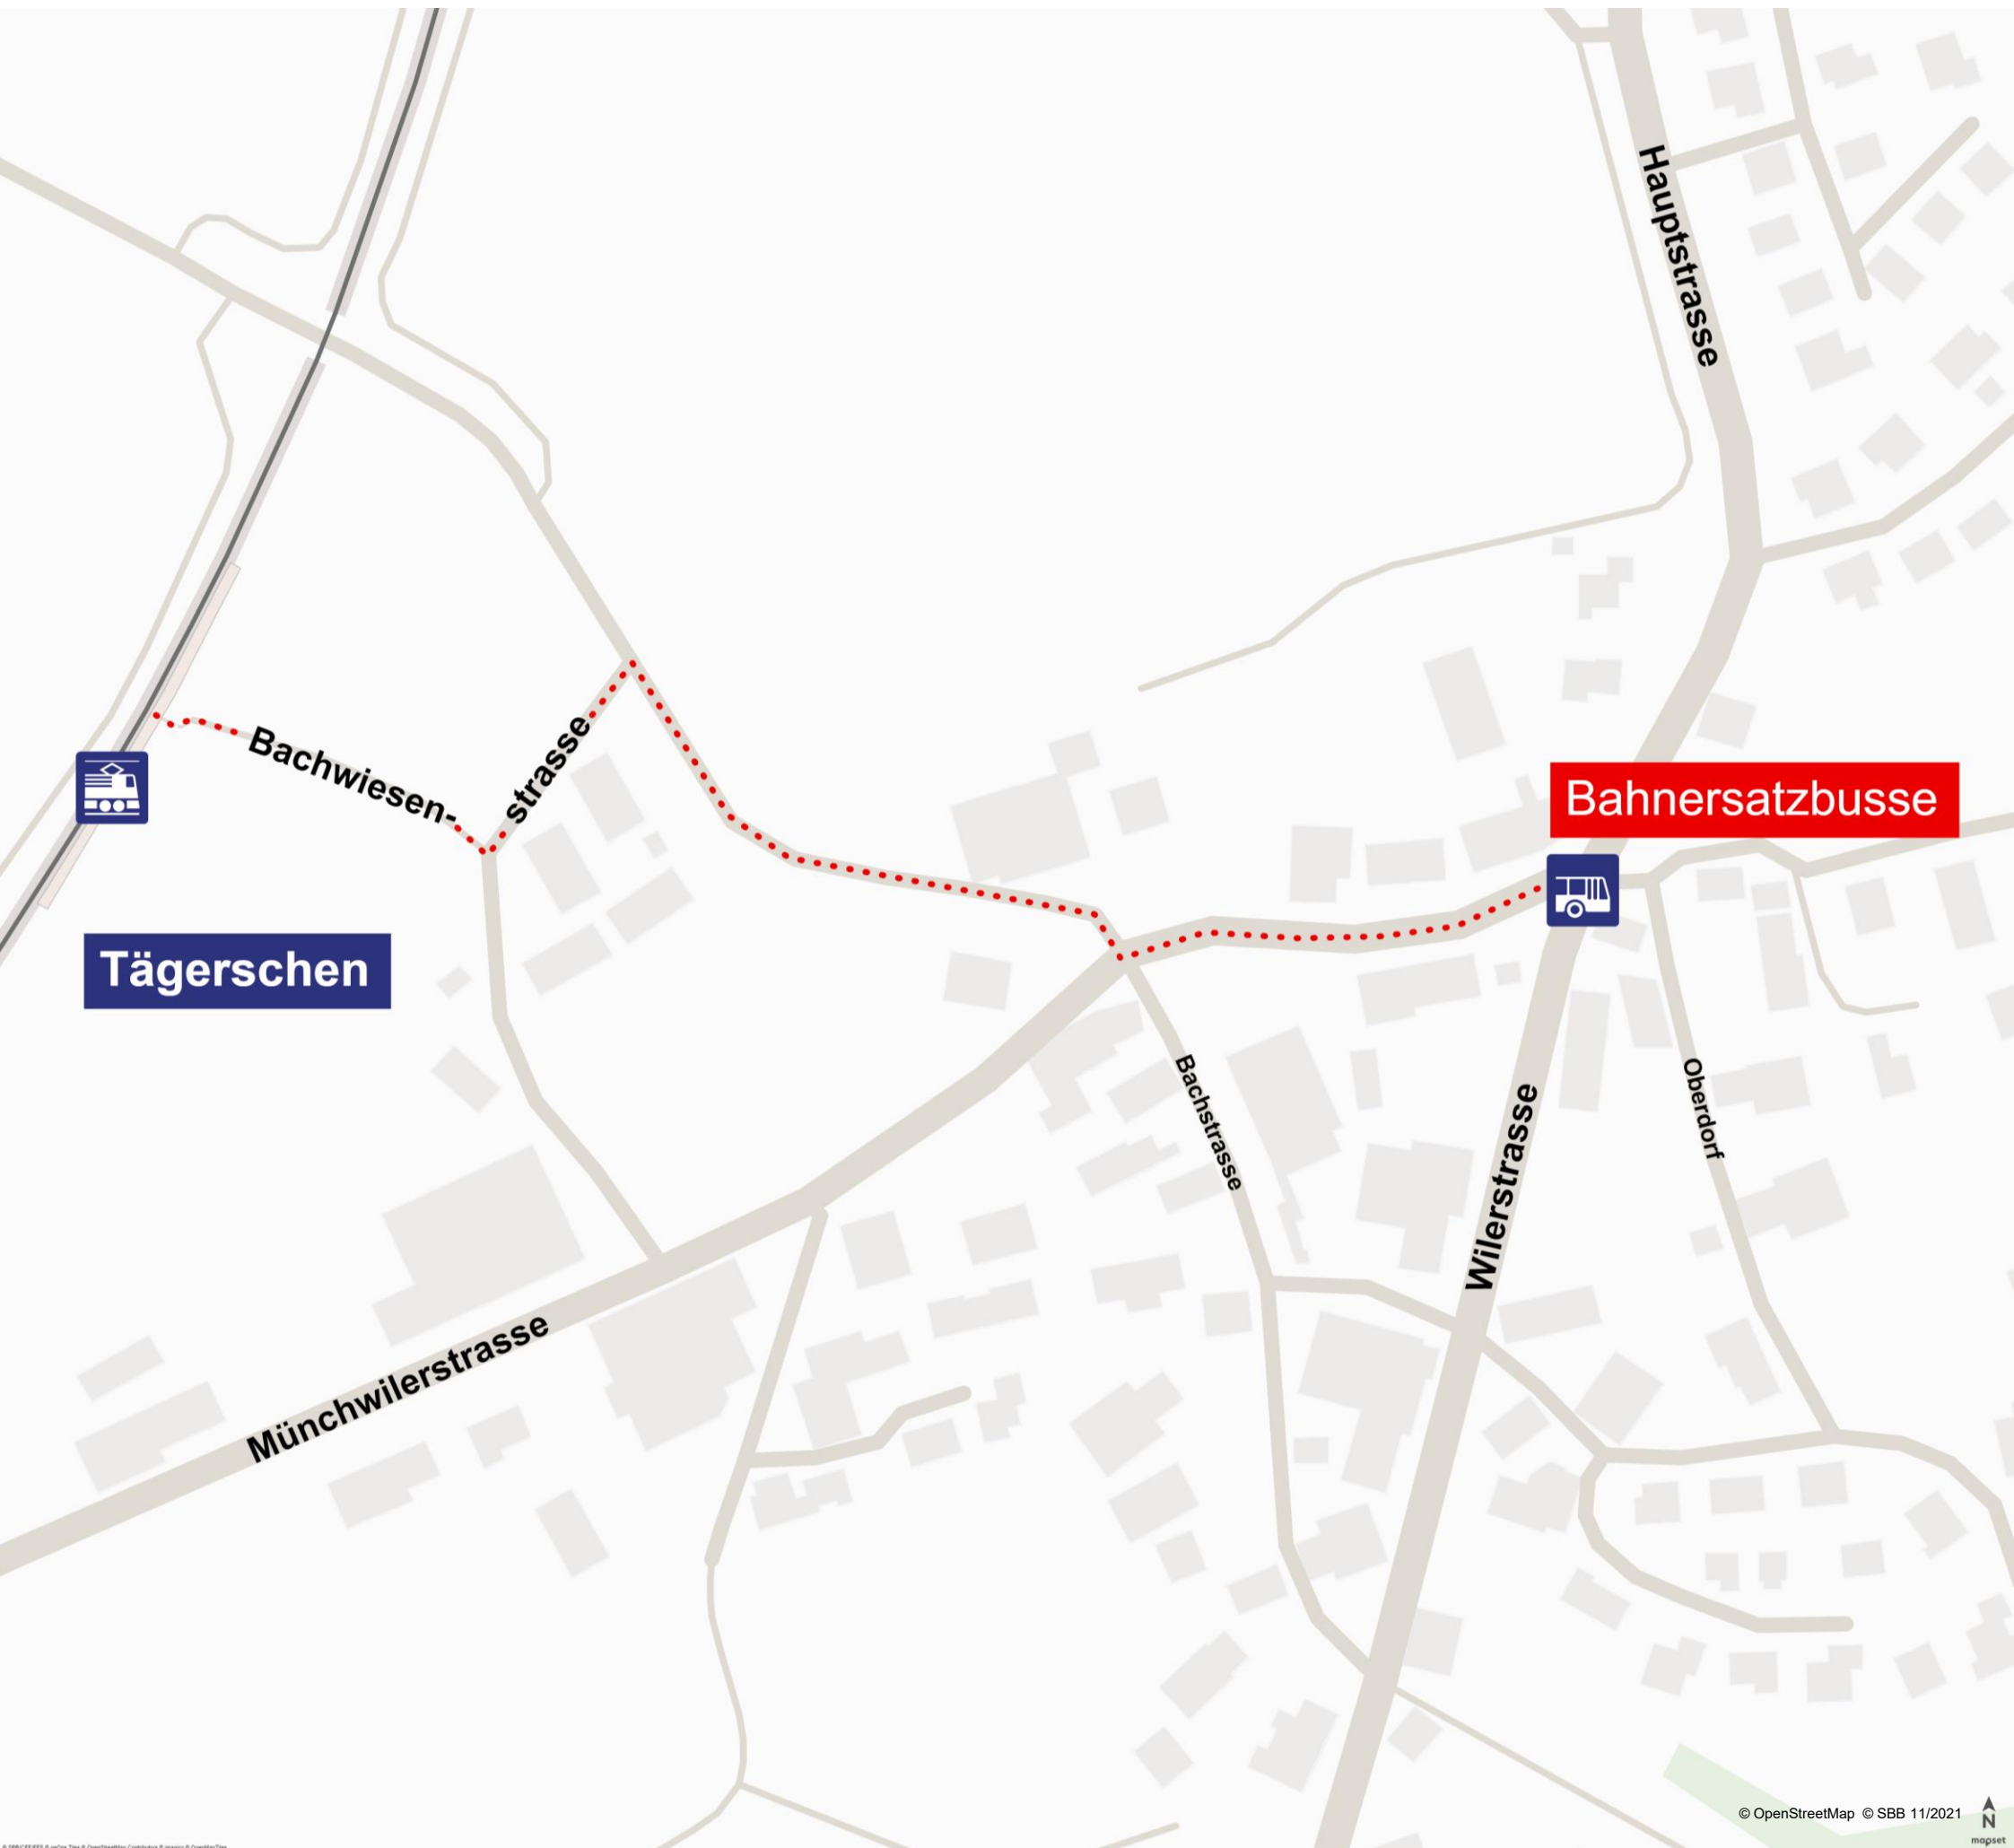 Hauptstrasse
Bachwiesen-
strasse
Bahnersatzbusse
Tägerschen
Bachstrasse
Oberdorf
Wilerstrasse
Münchwilerstrasse
© OpenStreetMap © SBB 11/2021
N
mapset